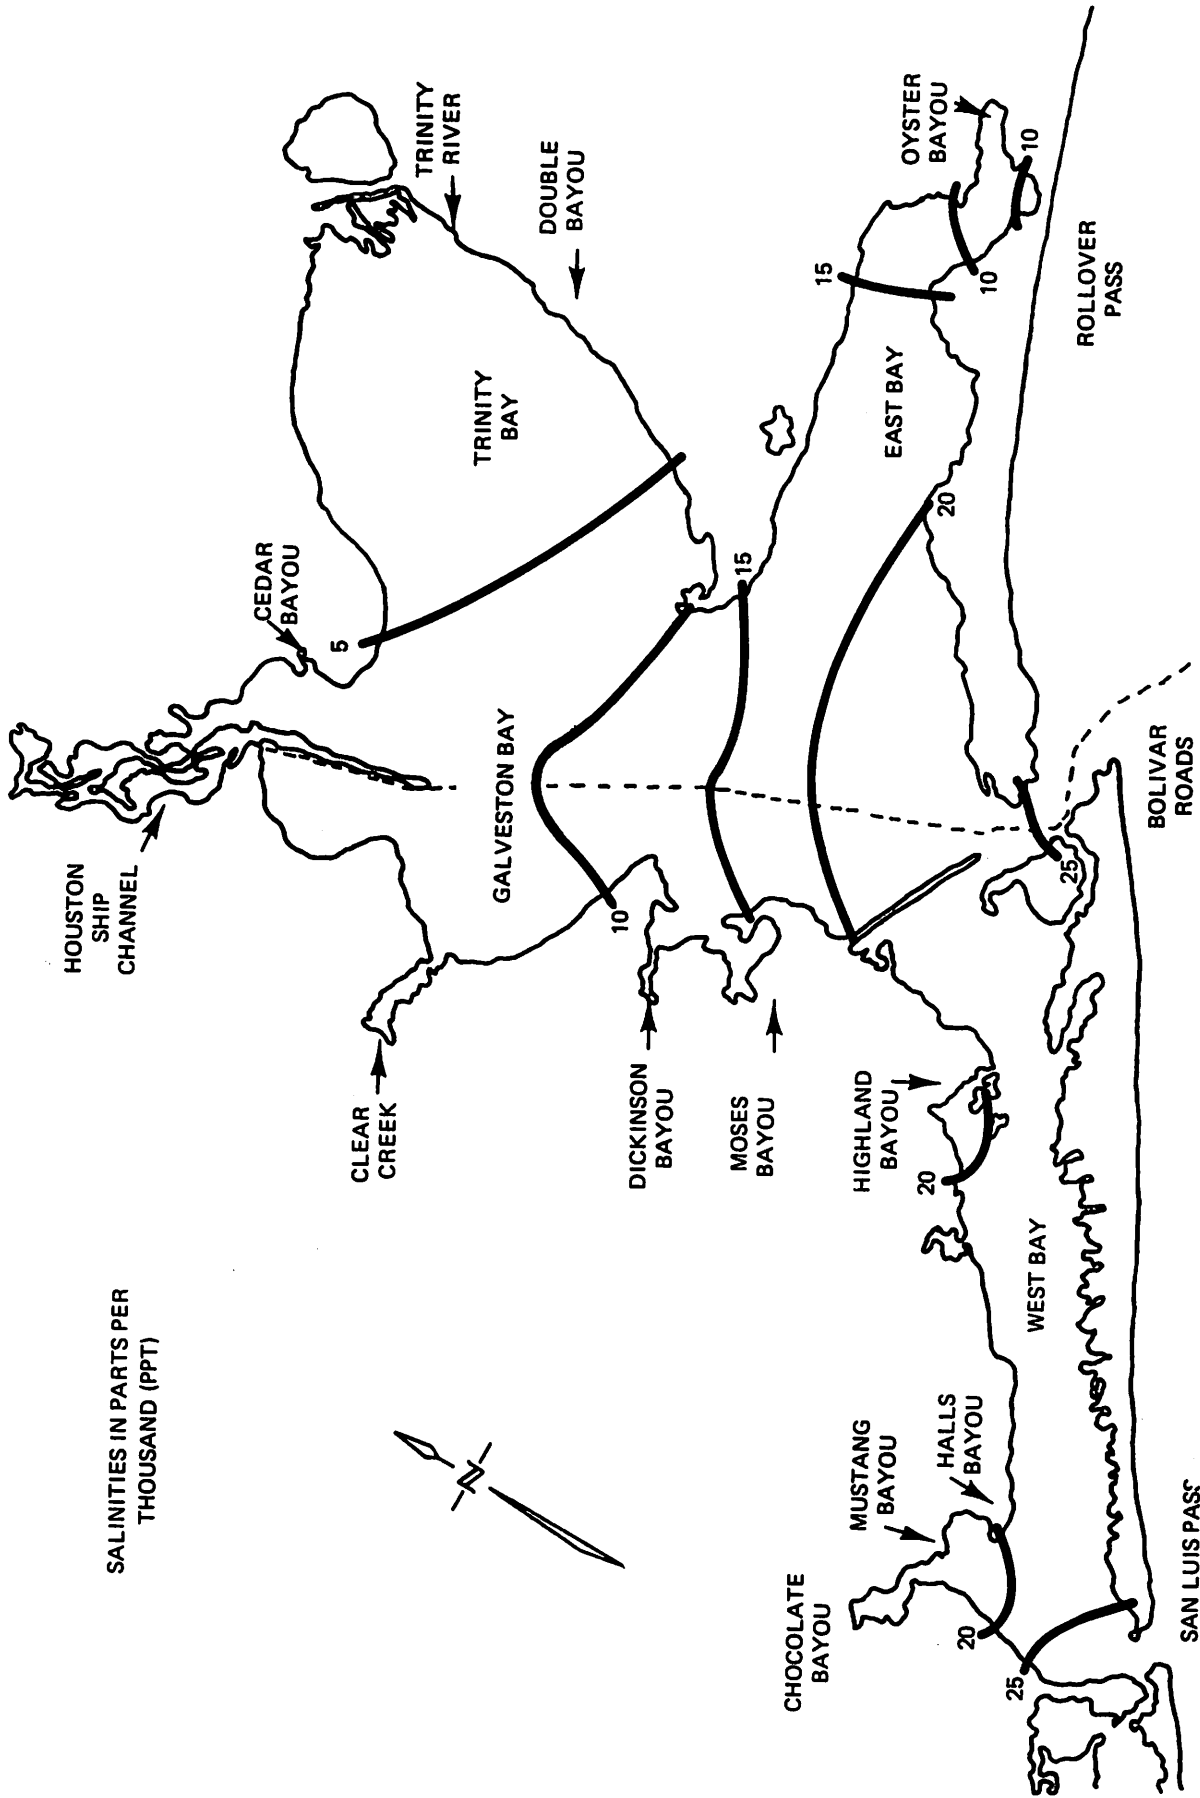 SALINITIES IN PARTS PER
THOUSAND (PPT)
N
HOUSTON
SHIP
CHANNEL
CEDAR
BAYOU
TRINITY
RIVER
DOUBLE
BAYOU
TRINITY
BAY
5
CLEAR
CREEK
GALVESTON BAY
10
DICKINSON
BAYOU
MOSES
BAYOU
15
OYSTER
BAYOU
15
10
10
EAST BAY
20
ROLLOVER
PASS
HIGHLAND
BAYOU
20
25
BOLIVAR
ROADS
WEST BAY
CHOCOLATE
BAYOU
MUSTANG
BAYOU
HALLS
BAYOU
20
25
SAN LUIS PASS